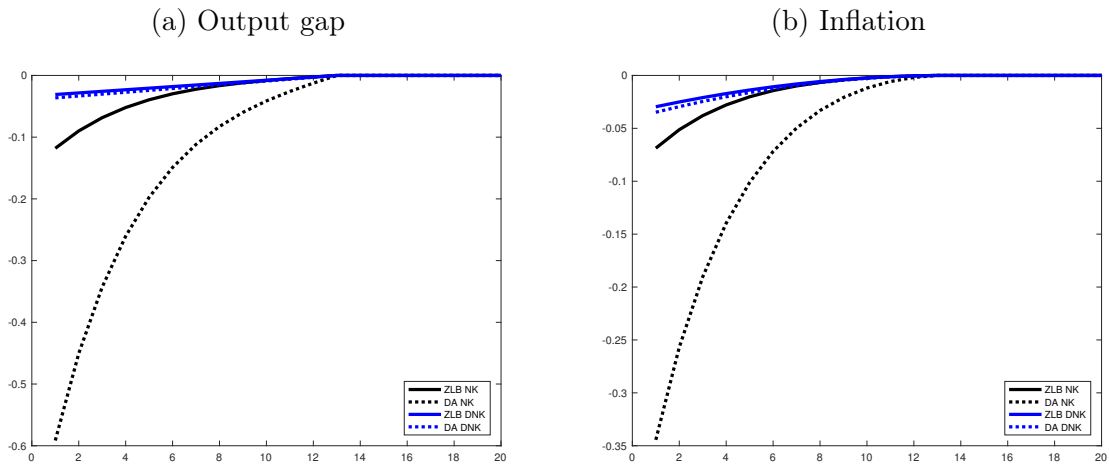 (a) Output gap
(b) Inflation
0
-0.1
-0.2
-0.3
-0.4
-0.5
-0.6
0 2 4 6 8 10 12 14 16 18 20
ZLB NK
DA NK
ZLB DNK
DA DNK
0
-0.05
-0.1
-0.15
-0.2
-0.25
-0.3
-0.35
0 2 4 6 8 10 12 14 16 18 20
ZLB NK
DA NK
ZLB DNK
DA DNK